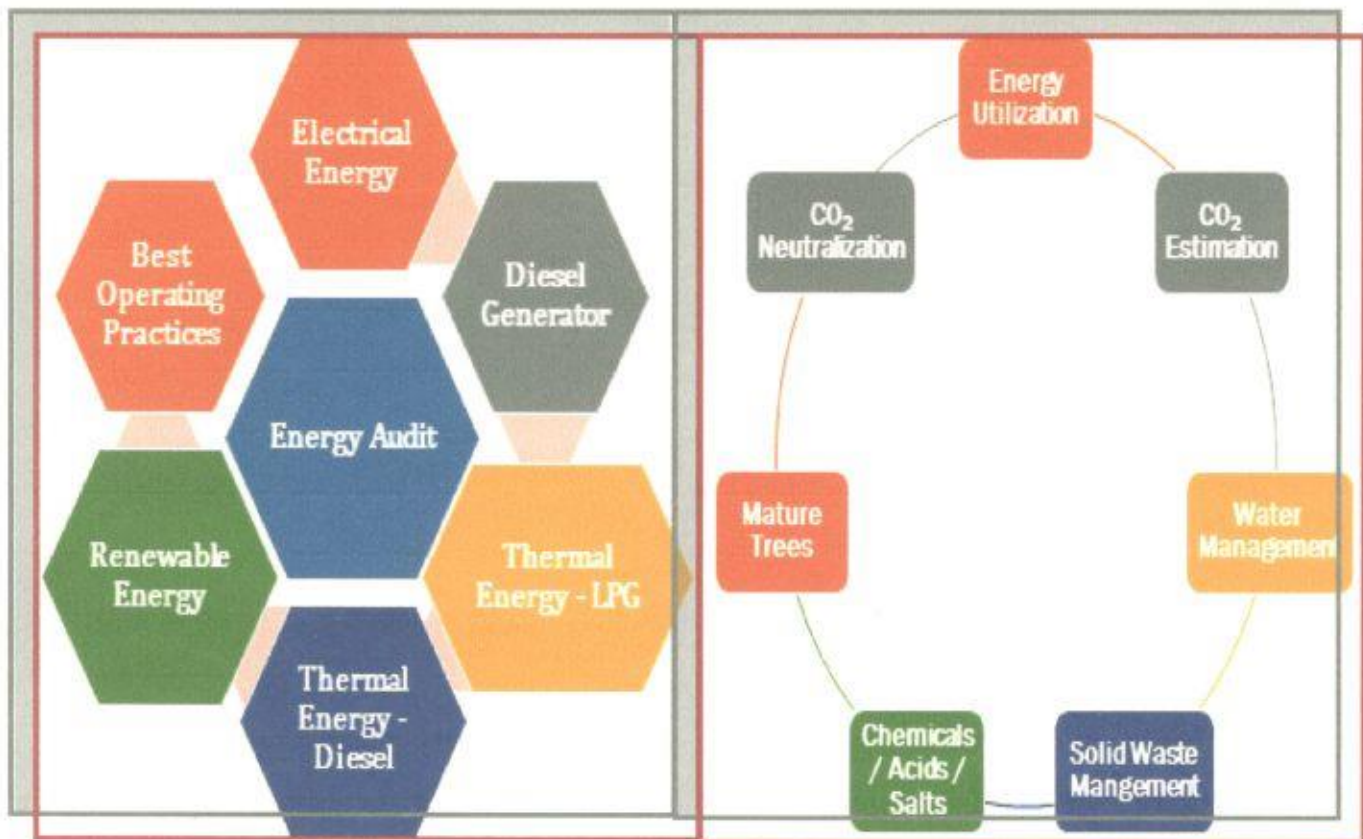 Electrical
Energy
Best
Operating
Practices
Diesel
Generator
Energy Audit
Renewable
Energy
Thermal
Energy - LPG
Thermal
Energy -
Diesel
Energy
Utilization
CO₂
Neutralization
CO₂
Estimation
Mature
Trees
Water
Management
Chemicals
/ Acids /
Salts
Solid Waste
Mangement